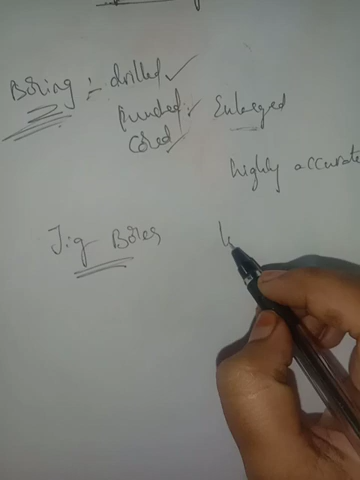 Boring :- drilled ✓
Punched ✓ Enlarged
Cored ✓
highly accurate
Jig Bores